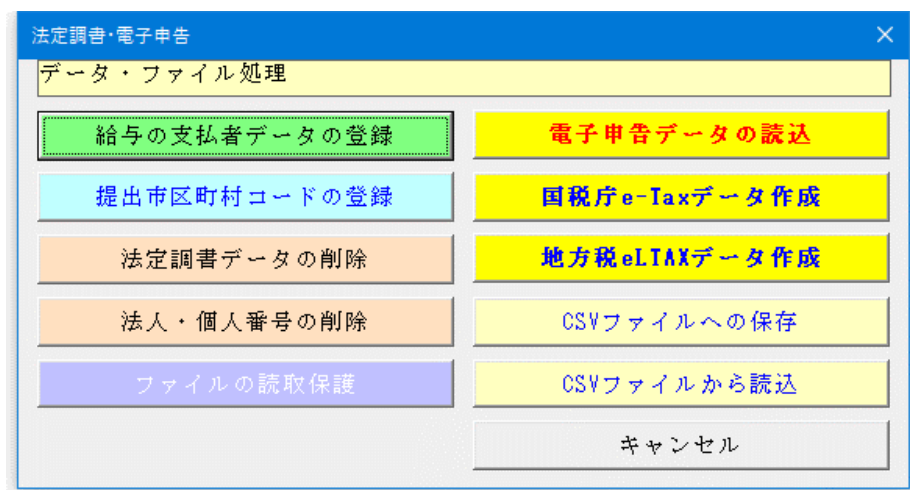 法定調書・電子申告
データ・ファイル処理
給与の支払者データの登録
電子申告データの読込
提出市区町村コードの登録
国税庁e-Taxデータ作成
法定調書データの削除
地方税eLTAXデータ作成
法人・個人番号の削除
CSVファイルへの保存
ファイルの読取保護
CSVファイルから読込
キャンセル